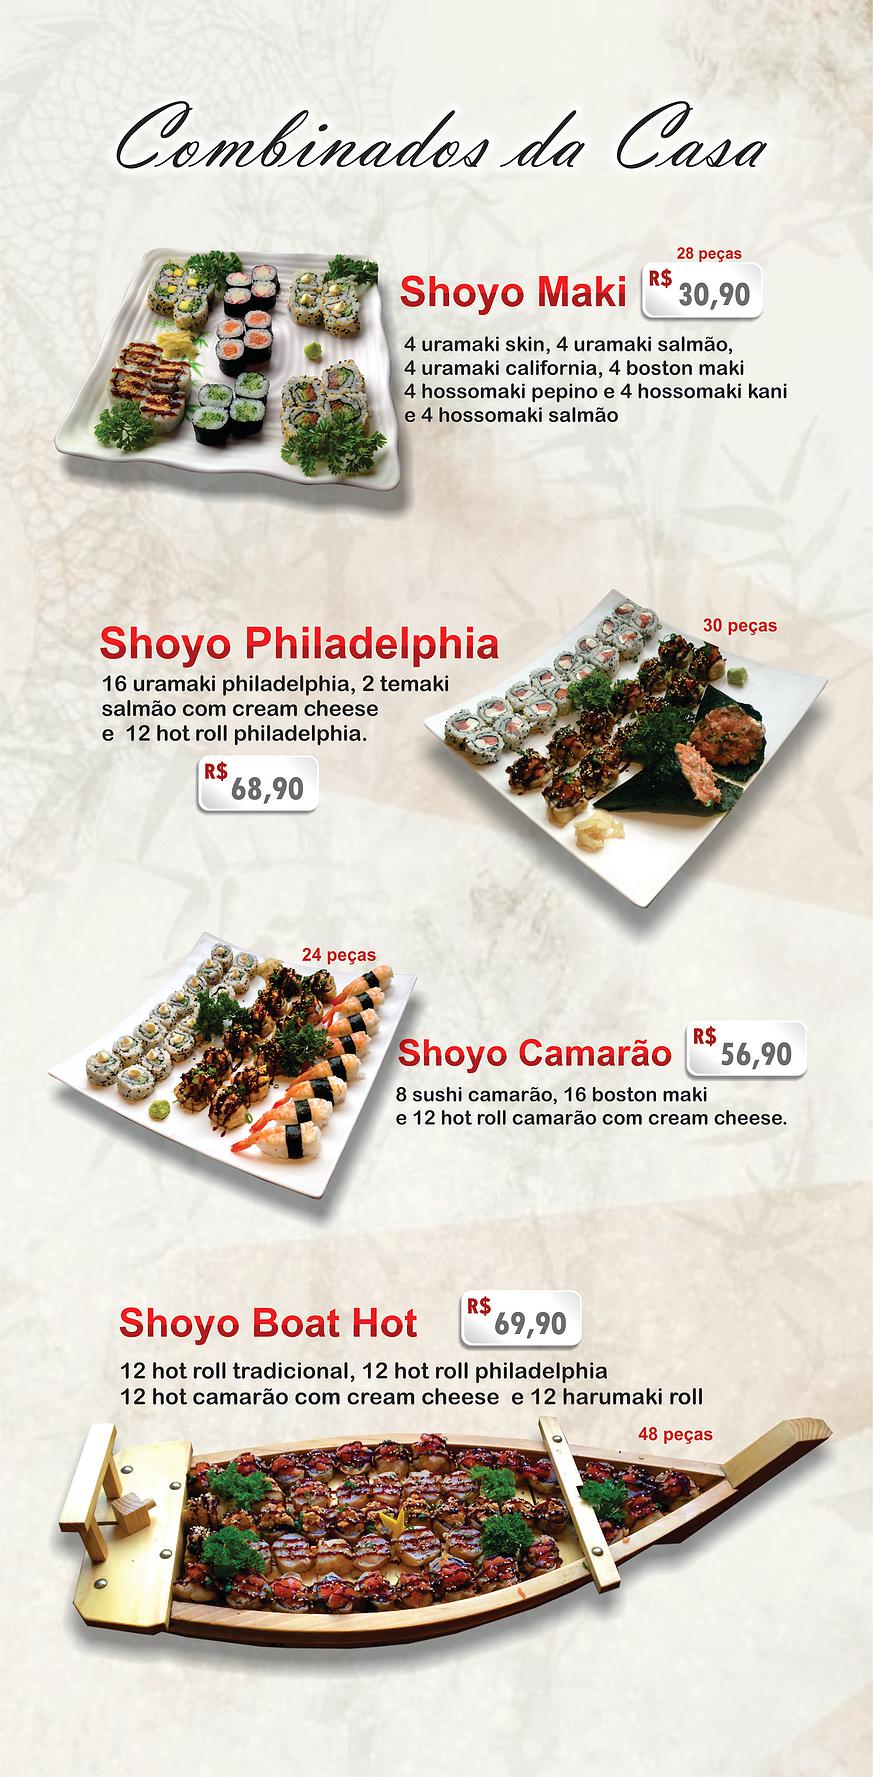 Combinados da Casa
28 peças
Shoyo Maki R$ 30,90
4 uramaki skin, 4 uramaki salmão,
4 uramaki california, 4 boston maki
4 hossomaki pepino e 4 hossomaki kani
e 4 hossomaki salmão
30 peças
Shoyo Philadelphia
16 uramaki philadelphia, 2 temaki
salmão com cream cheese
e 12 hot roll philadelphia.
R$ 68,90
24 peças
Shoyo Camarão R$ 56,90
8 sushi camarão, 16 boston maki
e 12 hot roll camarão com cream cheese.
Shoyo Boat Hot R$ 69,90
12 hot roll tradicional, 12 hot roll philadelphia
12 hot camarão com cream cheese e 12 harumaki roll
48 peças